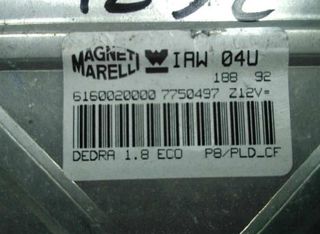 MAGNETI MARELLI IAW 04U
188 92
6160020000 7750497 Z12V=
DEDRA 1.8 ECO P8/PLD_CF